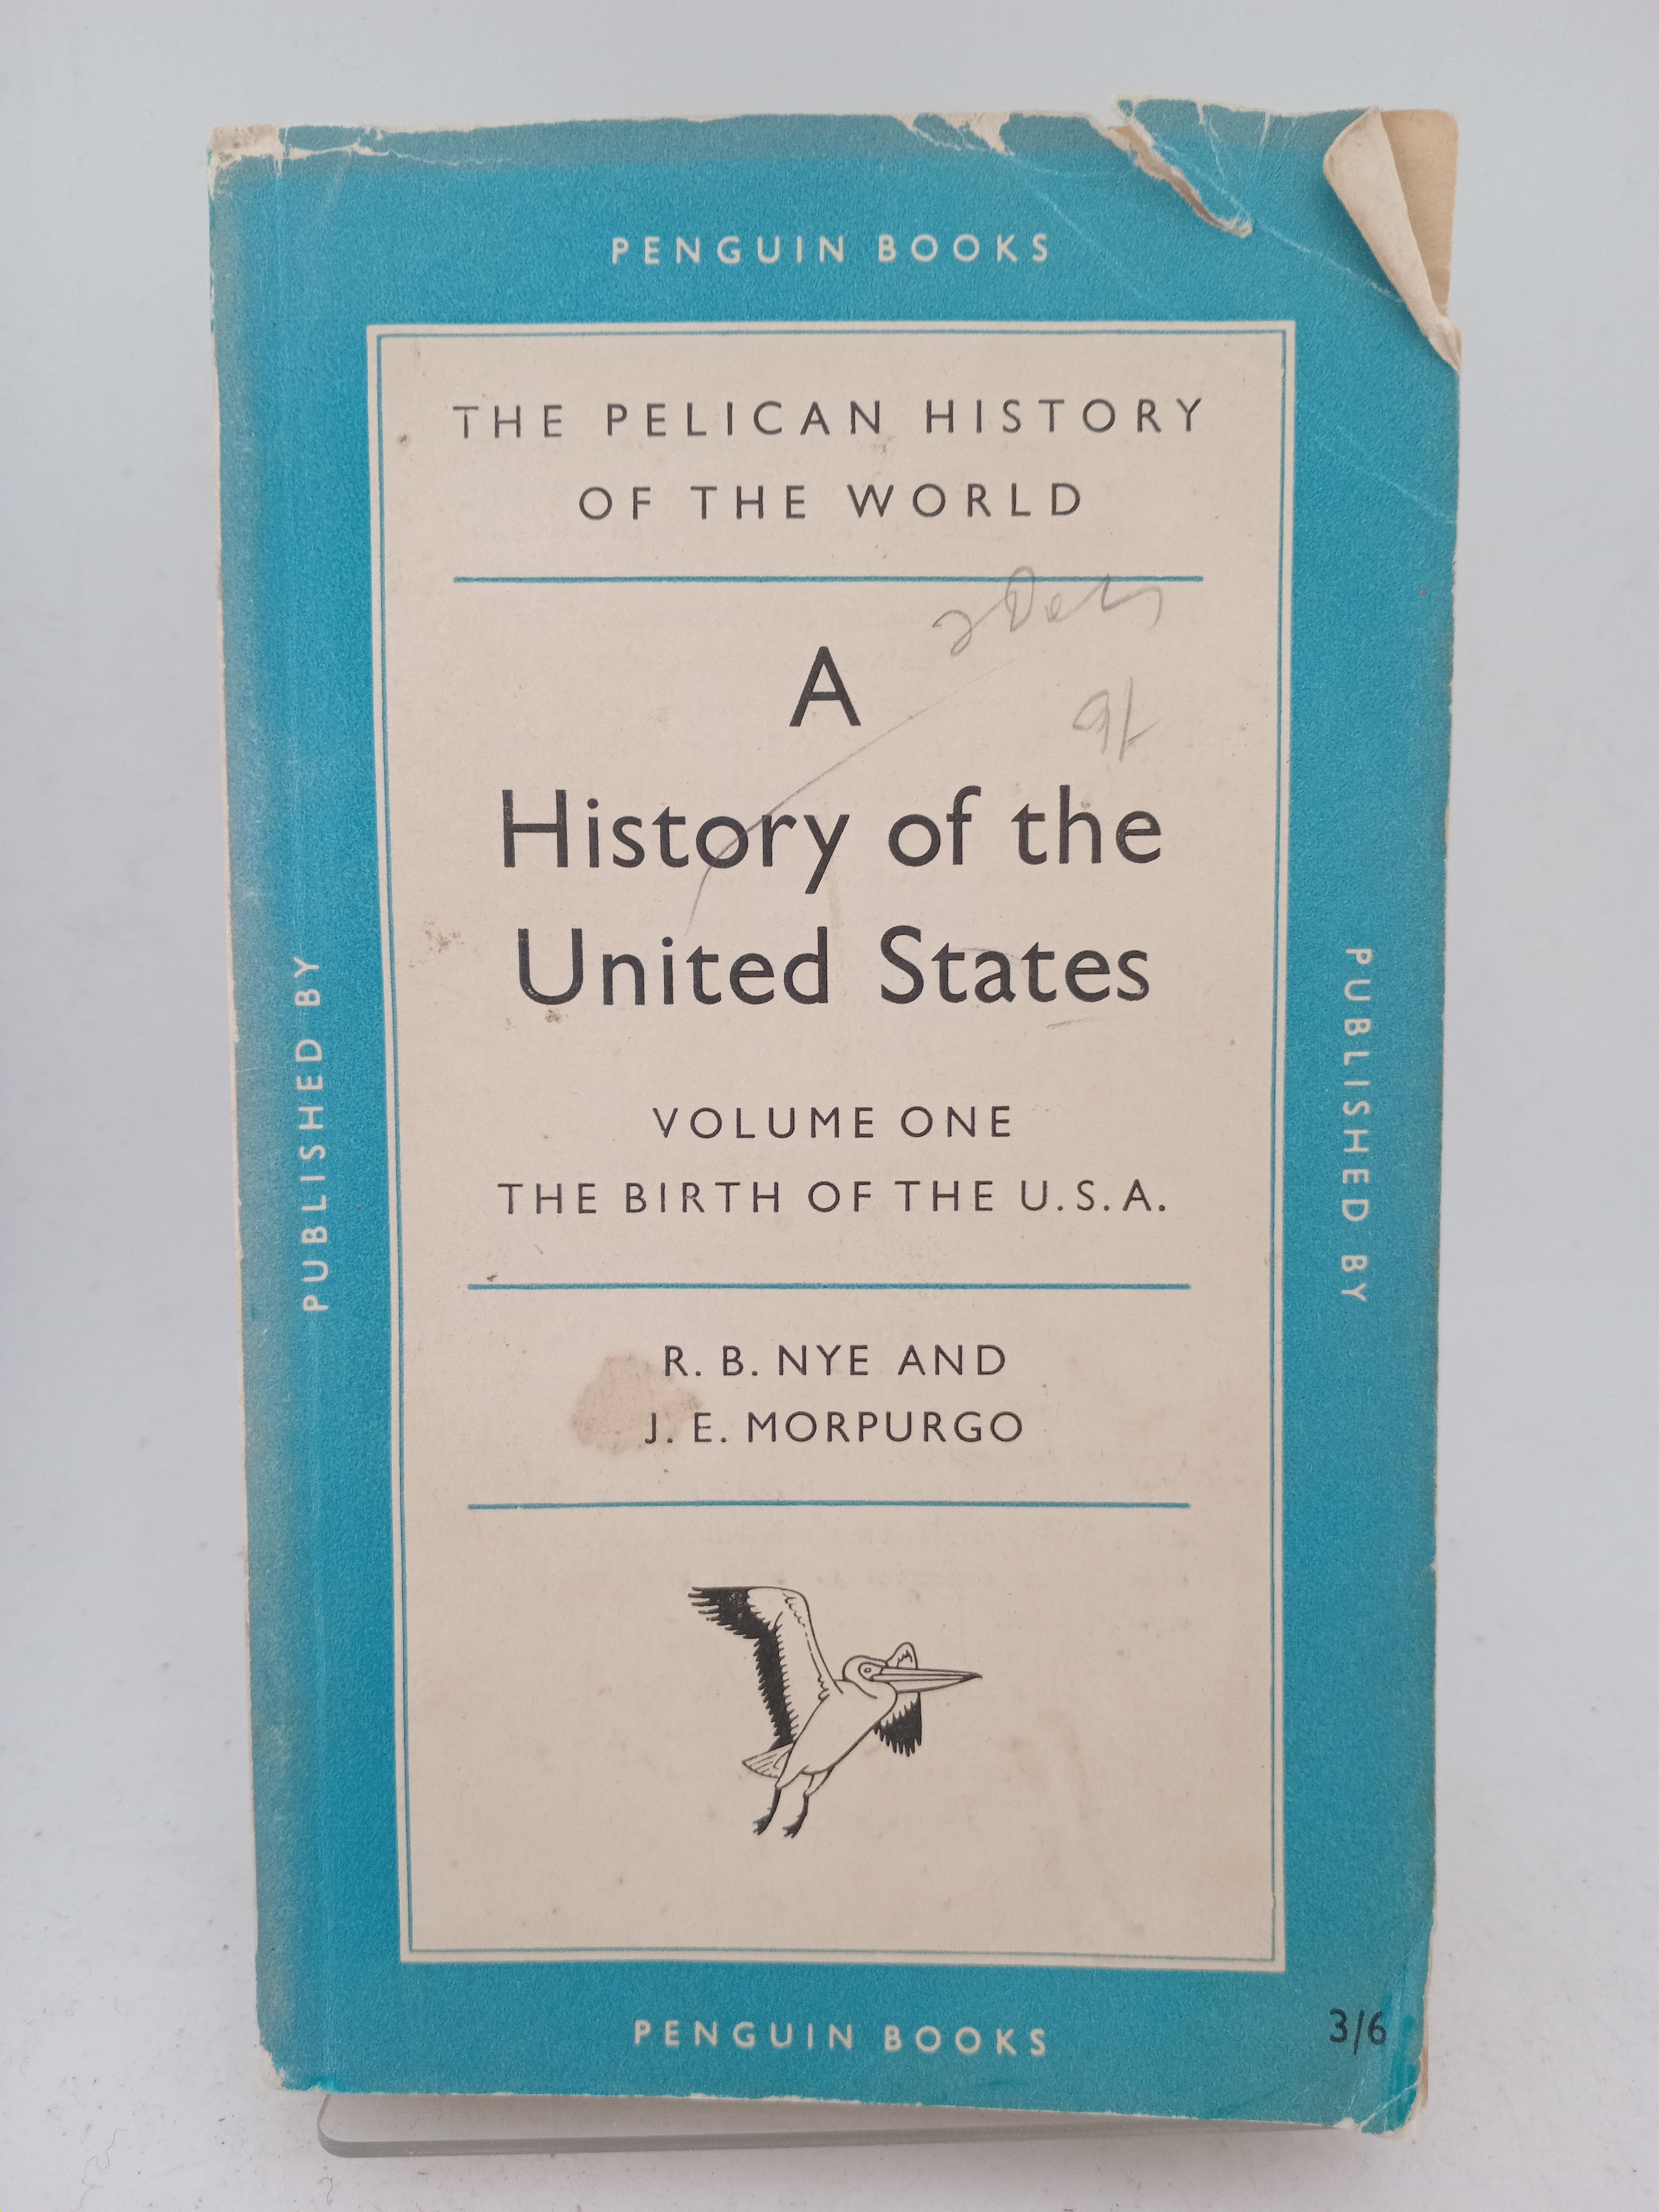 PENGUIN BOOKS
THE PELICAN HISTORY
OF THE WORLD
A
History of the
United States
VOLUME ONE
THE BIRTH OF THE U.S.A.
R. B. NYE AND
J. E. MORPURGO
PUBLISHED BY
PUBLISHED BY
PENGUIN BOOKS
3/6